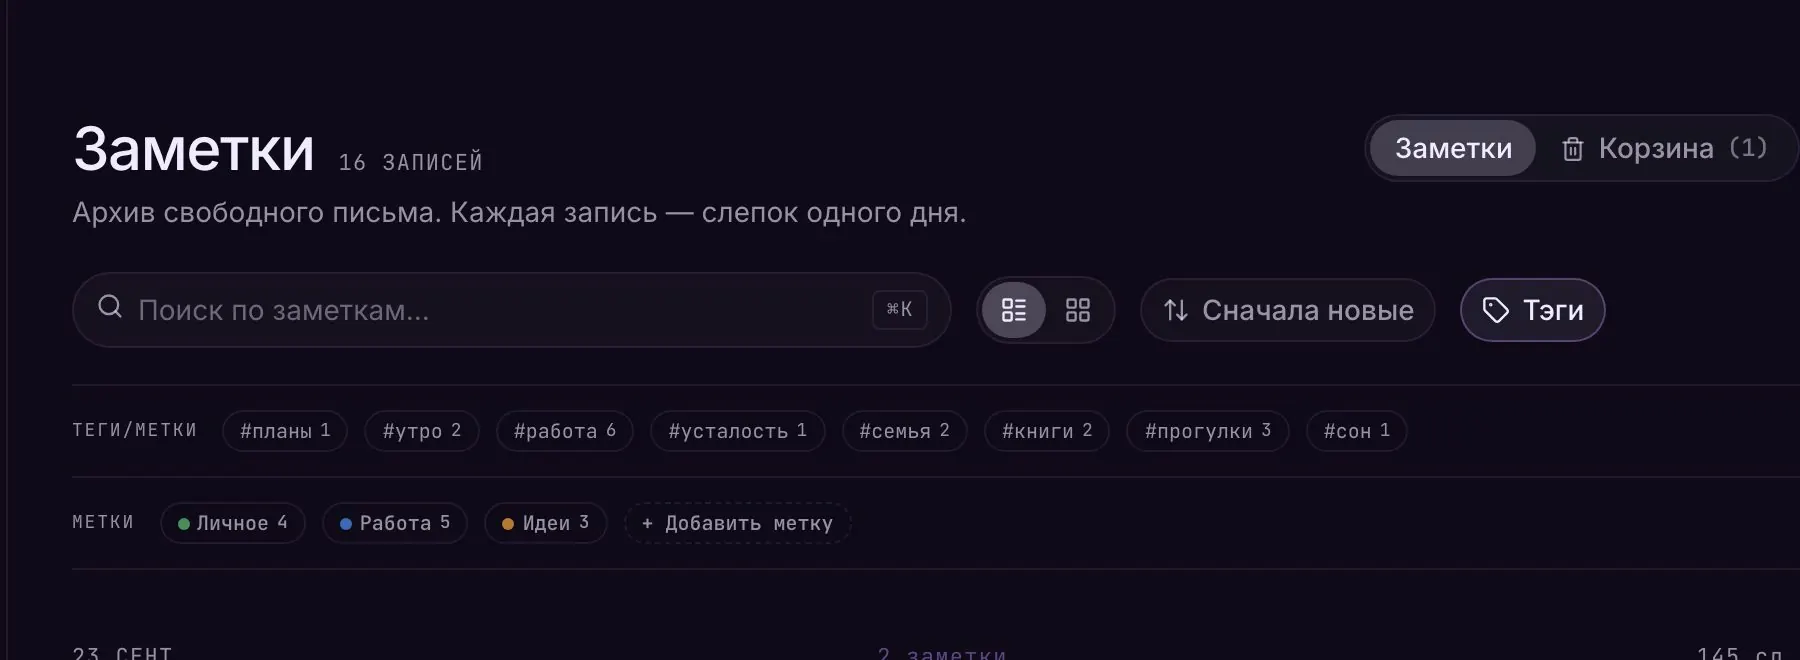 Заметки 16 ЗАПИСЕЙ
Заметки Корзина (1)
Архив свободного письма. Каждая запись — слепок одного дня.
Поиск по заметкам... ⌘K Сначала новые Тэги
ТЕГИ/МЕТКИ #планы 1 #утро 2 #работа 6 #усталость 1 #семья 2 #книги 2 #прогулки 3 #сон 1
МЕТКИ Личное 4 Работа 5 Идеи 3 + Добавить метку
23 СЕНТ 2 заметки 145 сл